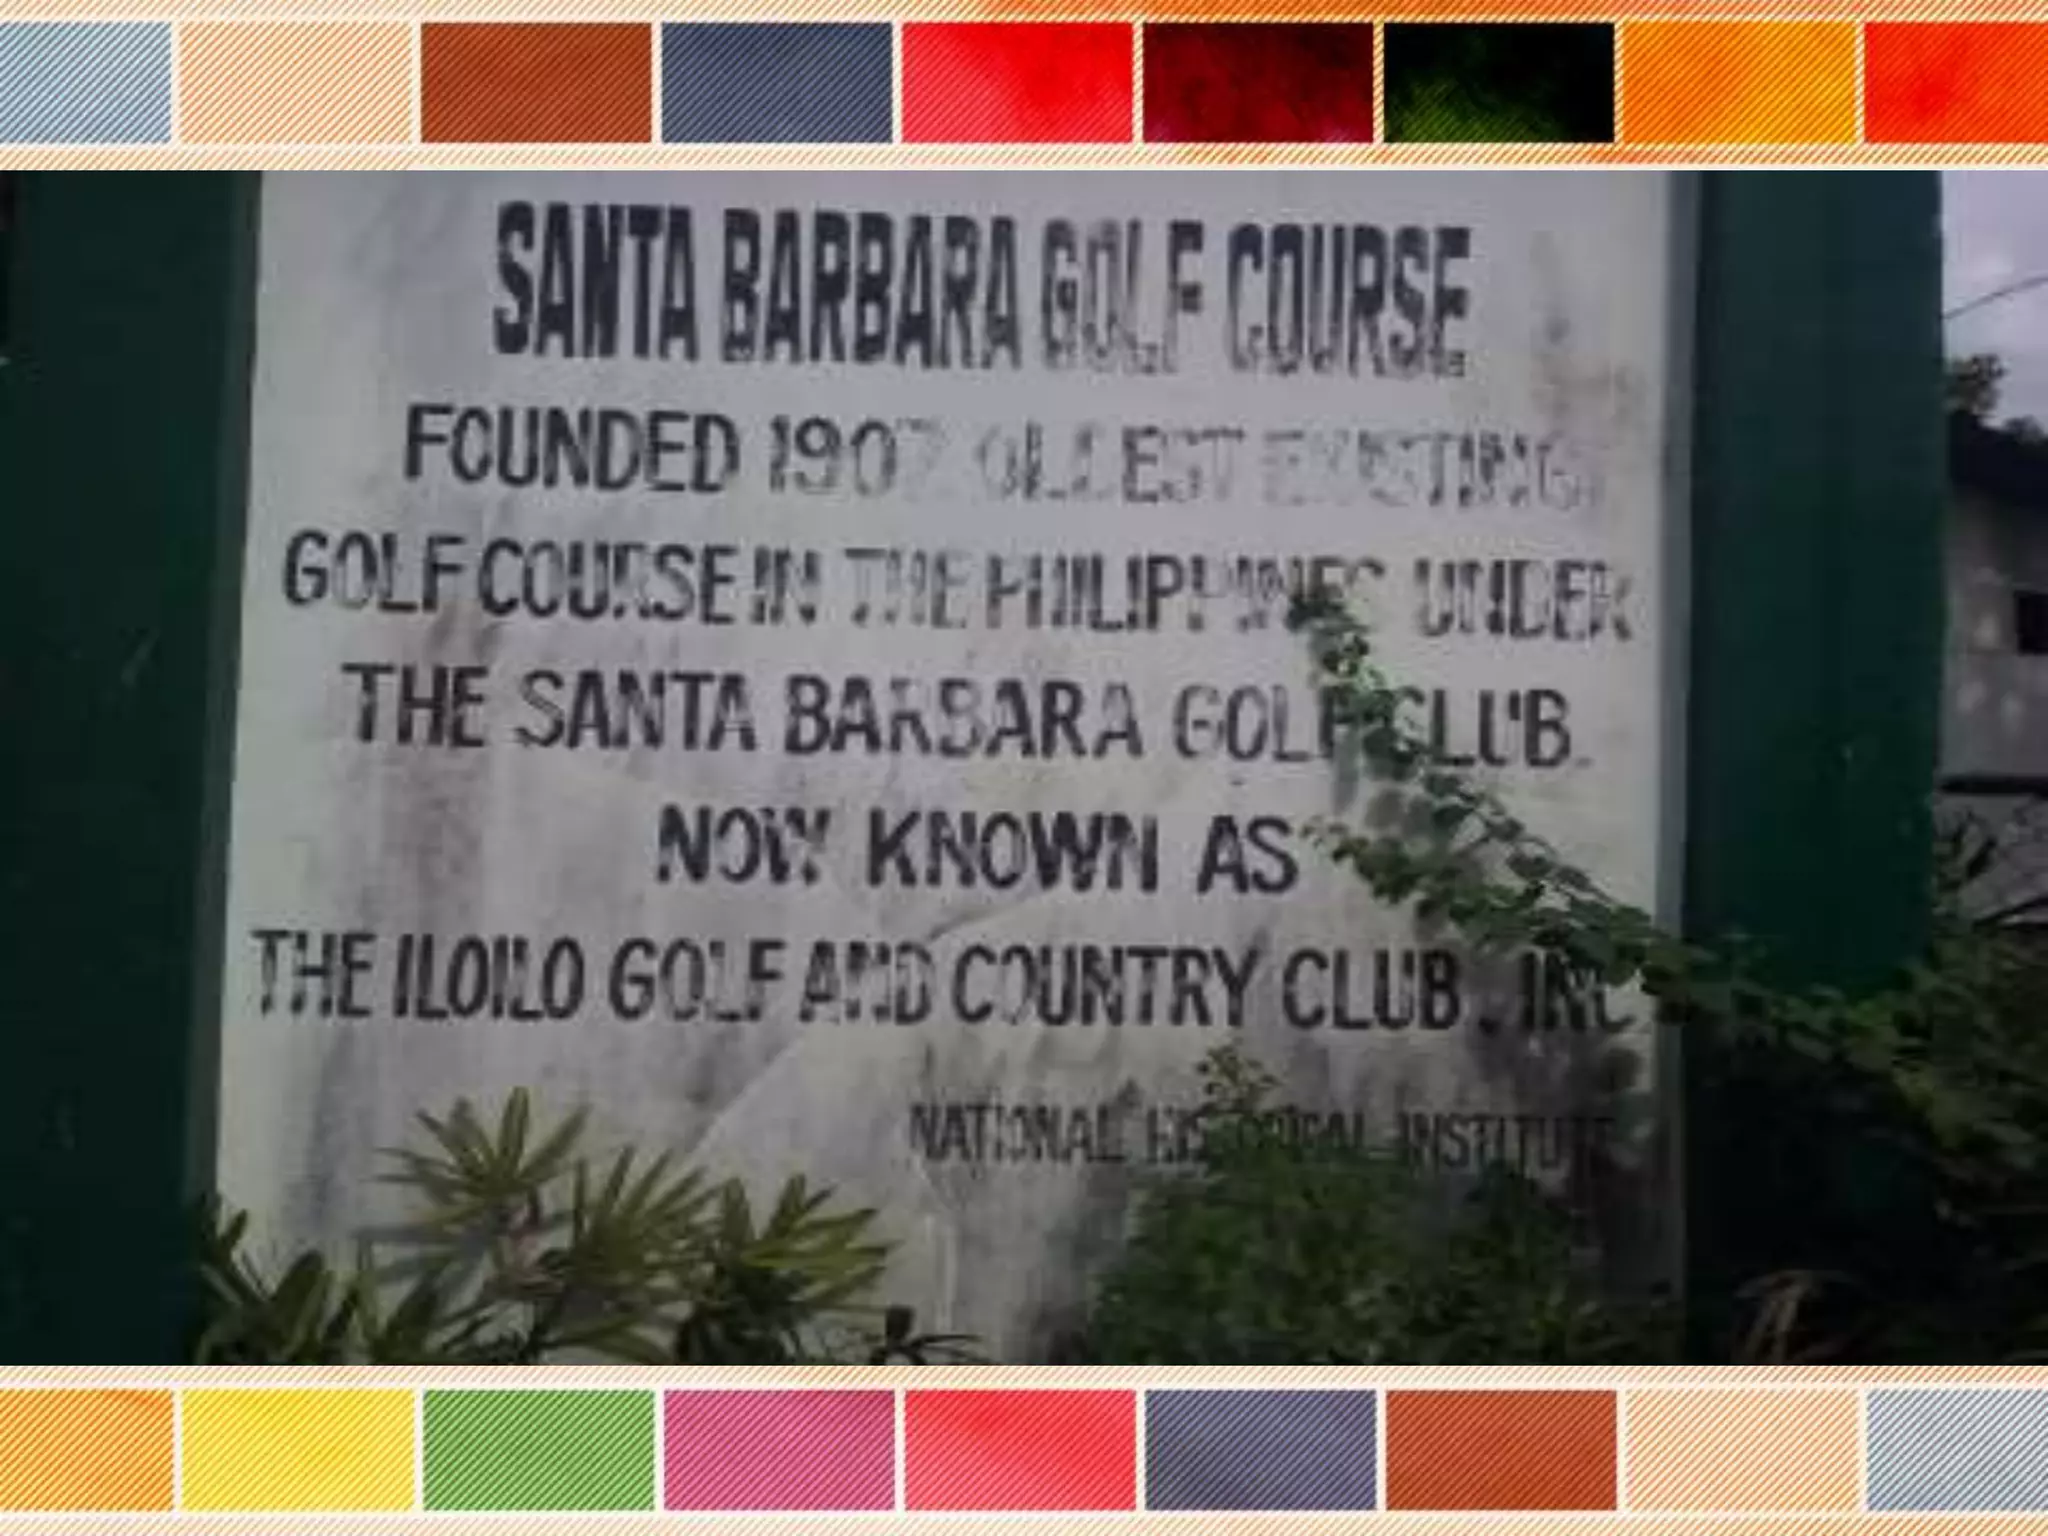 SANTA BARBARA GOLF COURSE
FOUNDED 1907 OLDEST EXISTING
GOLF COURSE IN THE PHILIPPINES UNDER
THE SANTA BARBARA GOLF CLUB.
NOW KNOWN AS
THE ILOILO GOLF AND COUNTRY CLUB, INC
NATIONAL HISTORICAL INSTITUTE